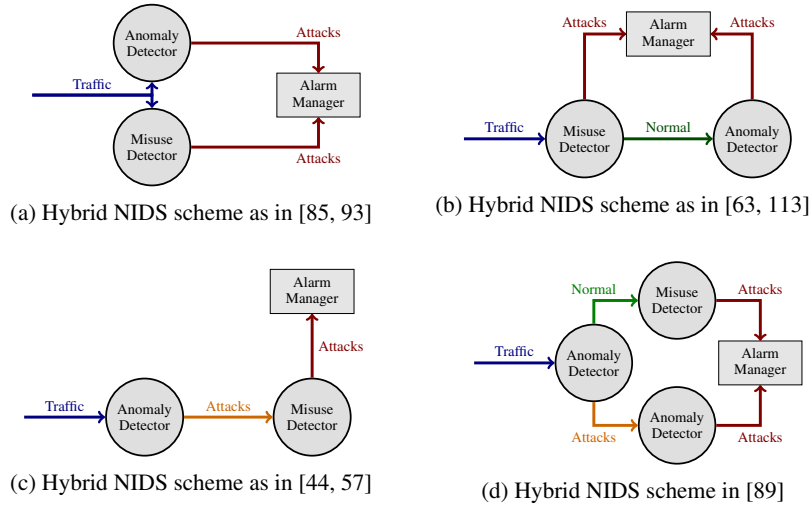 Anomaly
Detector
Attacks
Traffic
Alarm
Manager
Misuse
Detector
Attacks
(a) Hybrid NIDS scheme as in [85, 93]
Attacks
Alarm
Manager
Attacks
Traffic
Misuse
Detector
Normal
Anomaly
Detector
(b) Hybrid NIDS scheme as in [63, 113]
Alarm
Manager
Attacks
Traffic
Anomaly
Detector
Attacks
Misuse
Detector
(c) Hybrid NIDS scheme as in [44, 57]
Normal
Misuse
Detector
Attacks
Traffic
Anomaly
Detector
Alarm
Manager
Attacks
Anomaly
Detector
Attacks
(d) Hybrid NIDS scheme in [89]